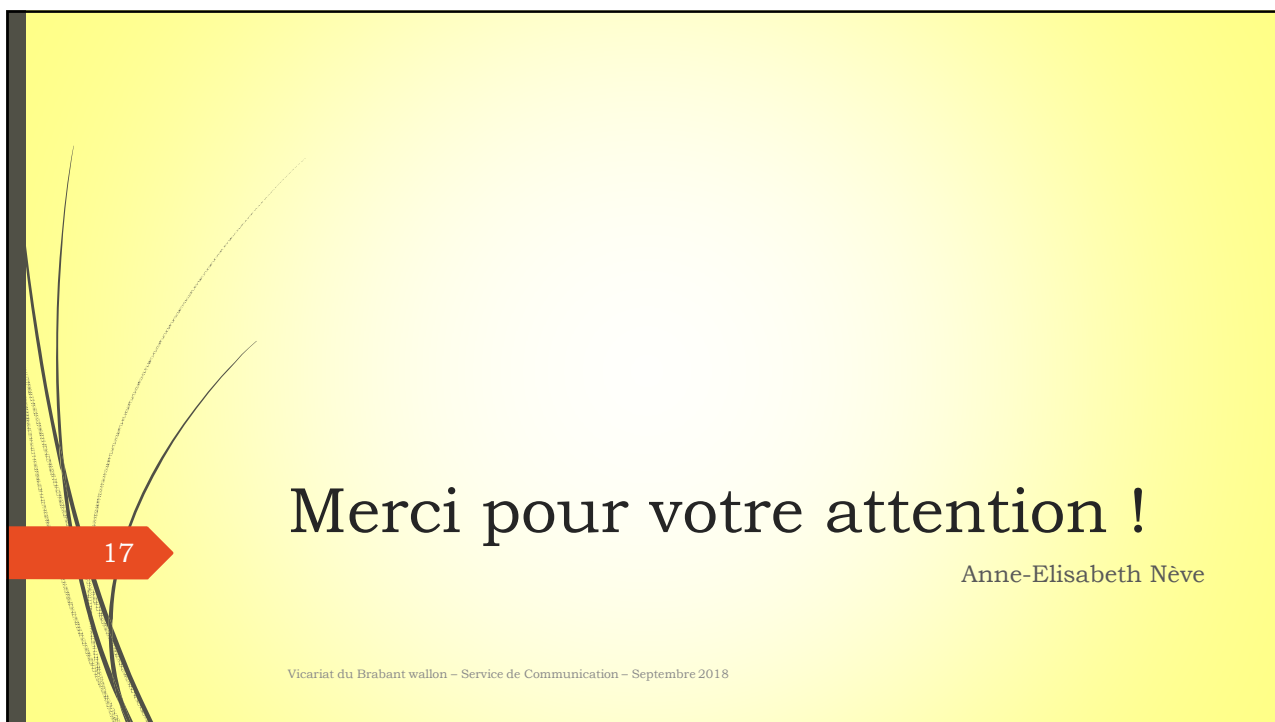 Merci pour votre attention !
17
Anne-Elisabeth Nève
Vicariat du Brabant wallon – Service de Communication – Septembre 2018